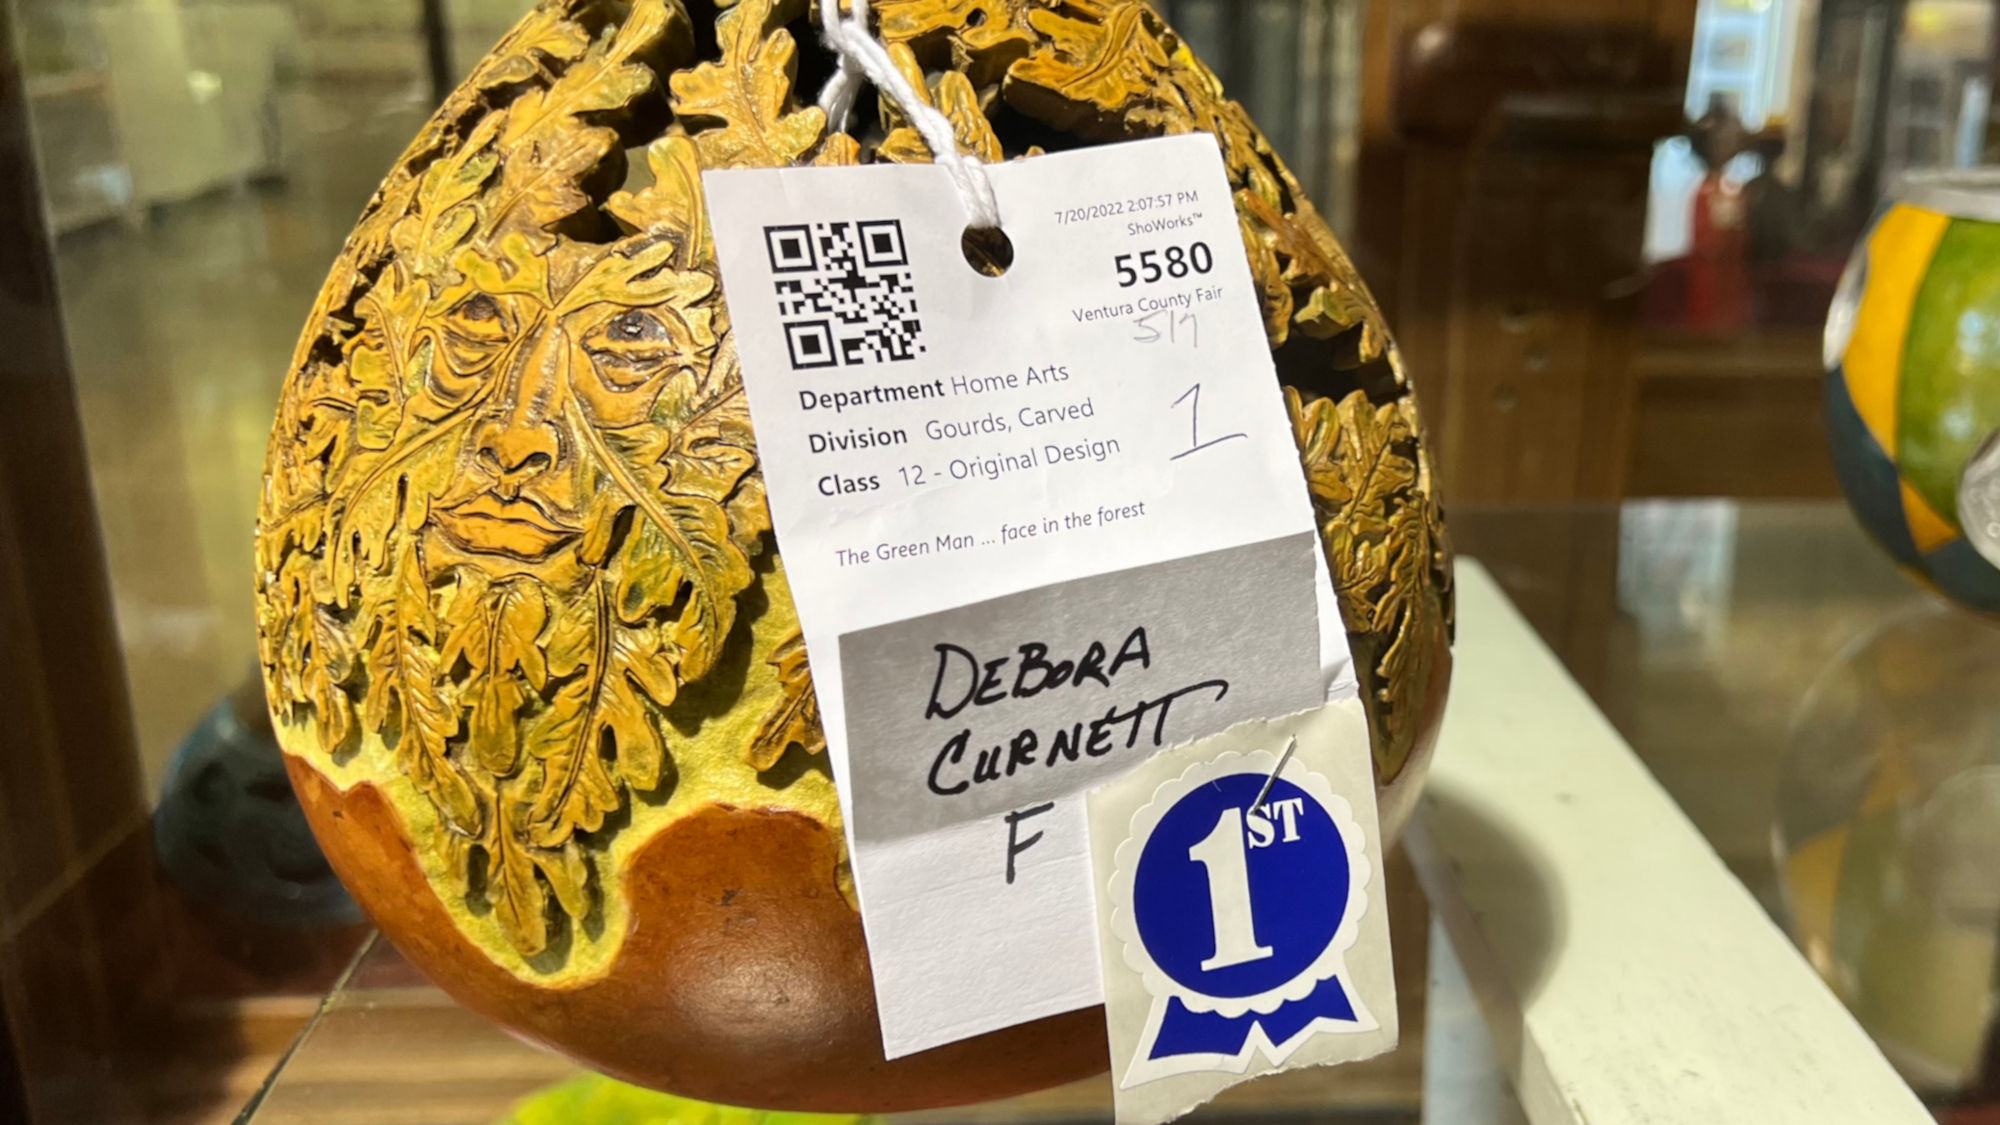 7/20/2022 2:07:57 PM
ShoWorks™
5580
Ventura County Fair
517
Department Home Arts
Division Gourds, Carved
1
Class 12 - Original Design
The Green Man ... face in the forest
DEBORA
CURNETT
F
1ST